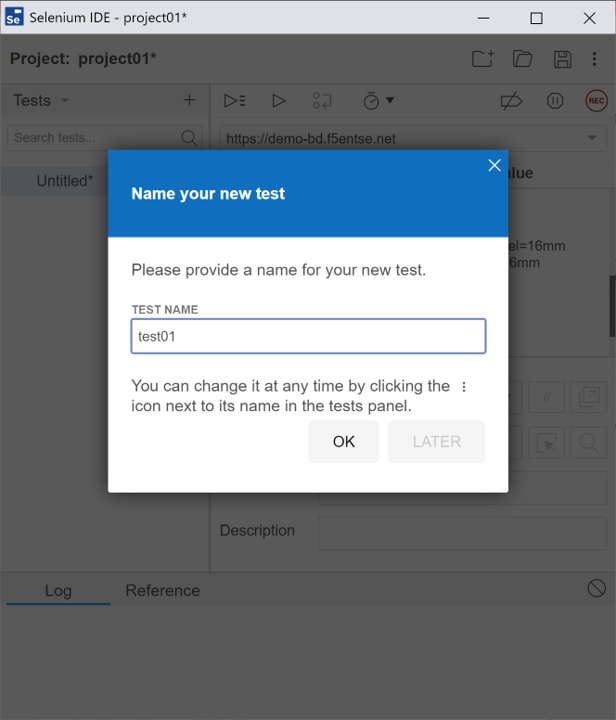 Se Selenium IDE - project01*
Project: project01*
Tests
REC
Search tests...
https://demo-bd.f5entse.net
Untitled*
Name your new test
Please provide a name for your new test.
16mm
6mm
TEST NAME
test01
You can change it at any time by clicking the
icon next to its name in the tests panel.
//
OK LATER
Description
Log Reference